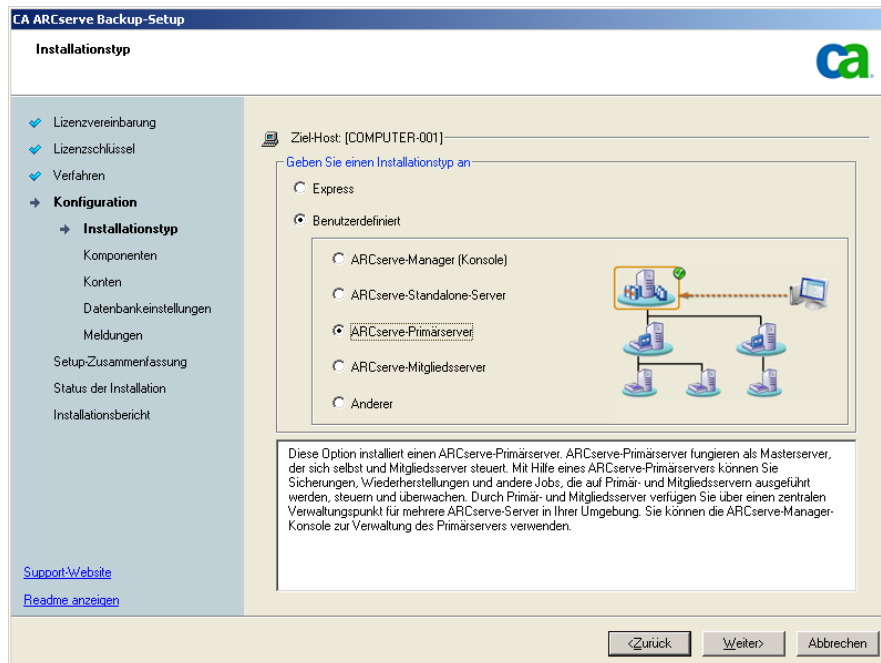 CA ARCserve Backup-Setup
Installationstyp
ca
Lizenzvereinbarung
Lizenzschlüssel
Verfahren
Konfiguration
Installationstyp
Komponenten
Konten
Datenbankeinstellungen
Meldungen
Setup-Zusammenfassung
Status der Installation
Installationsbericht
Support-Website
Readme anzeigen
Ziel-Host: [COMPUTER-001]
Geben Sie einen Installationstyp an
Express
Benutzerdefiniert
ARCserve-Manager (Konsole)
ARCserve-Standalone-Server
ARCserve-Primärserver
ARCserve-Mitgliedsserver
Anderer
Diese Option installiert einen ARCserve-Primärserver. ARCserve-Primärserver fungieren als Masterserver,
der sich selbst und Mitgliedsserver steuert. Mit Hilfe eines ARCserve-Primärservers können Sie
Sicherungen, Wiederherstellungen und andere Jobs, die auf Primär- und Mitgliedsservern ausgeführt
werden, steuern und überwachen. Durch Primär- und Mitgliedsserver verfügen Sie über einen zentralen
Verwaltungspunkt für mehrere ARCserve-Server in Ihrer Umgebung. Sie können die ARCserve-Manager-
Konsole zur Verwaltung des Primärservers verwenden.
<Zurück
Weiter>
Abbrechen